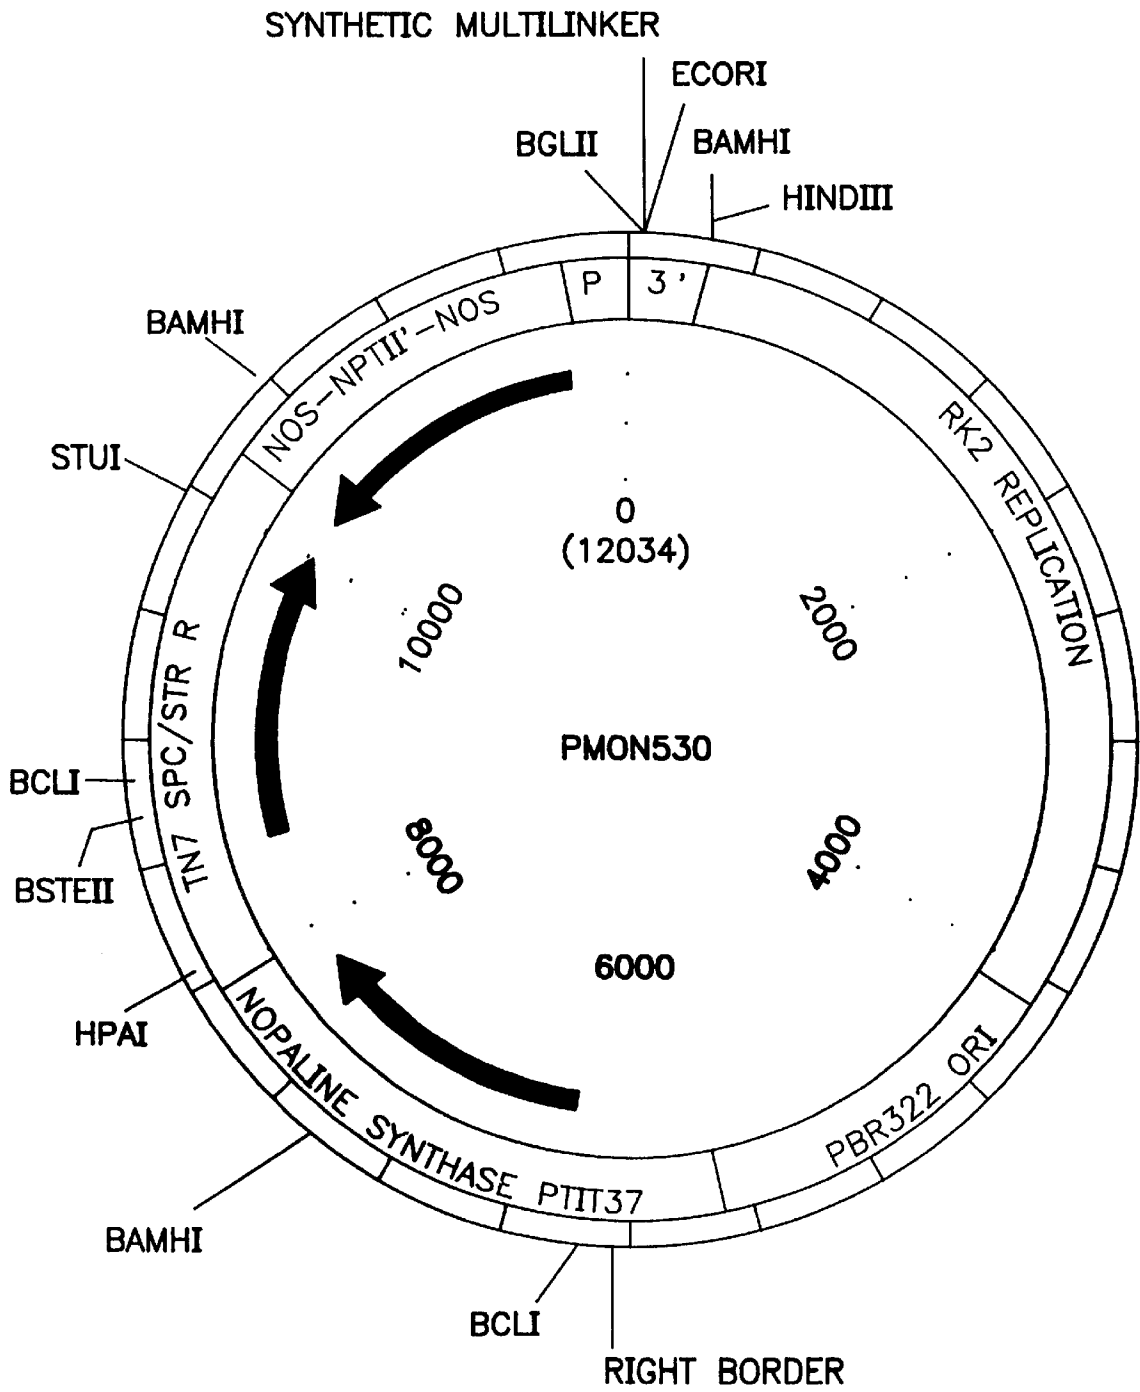 SYNTHETIC MULTILINKER
ECORI
BGLII
BAMHI
HINDIII
P
3'
BAMHI
NOS-NPTII'-NOS
STUI
RK2 REPLICATION
0
(12034)
10000
2000
TN7 SPC/STR R
PMON530
BCLI
BSTEII
8000
4000
6000
HPAI
NOPALINE SYNTHASE PTIT37
PBR322 ORI
BAMHI
BCLI
RIGHT BORDER